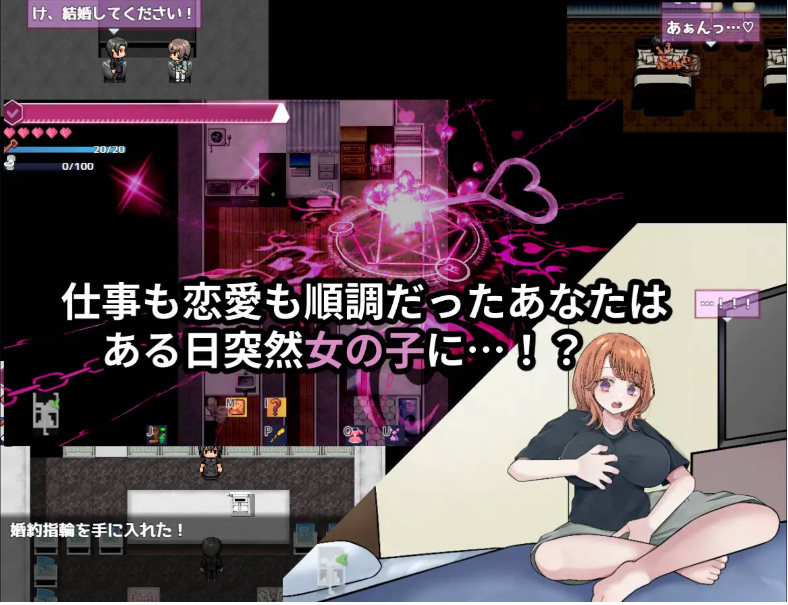 け、結婚してください！
あぁんっ…♡
20/20
0/100
仕事も恋愛も順調だったあなたは
ある日突然女の子に…！？
…！！！
M
I
?
J
P
Q
U
婚約指輪を手に入れた！